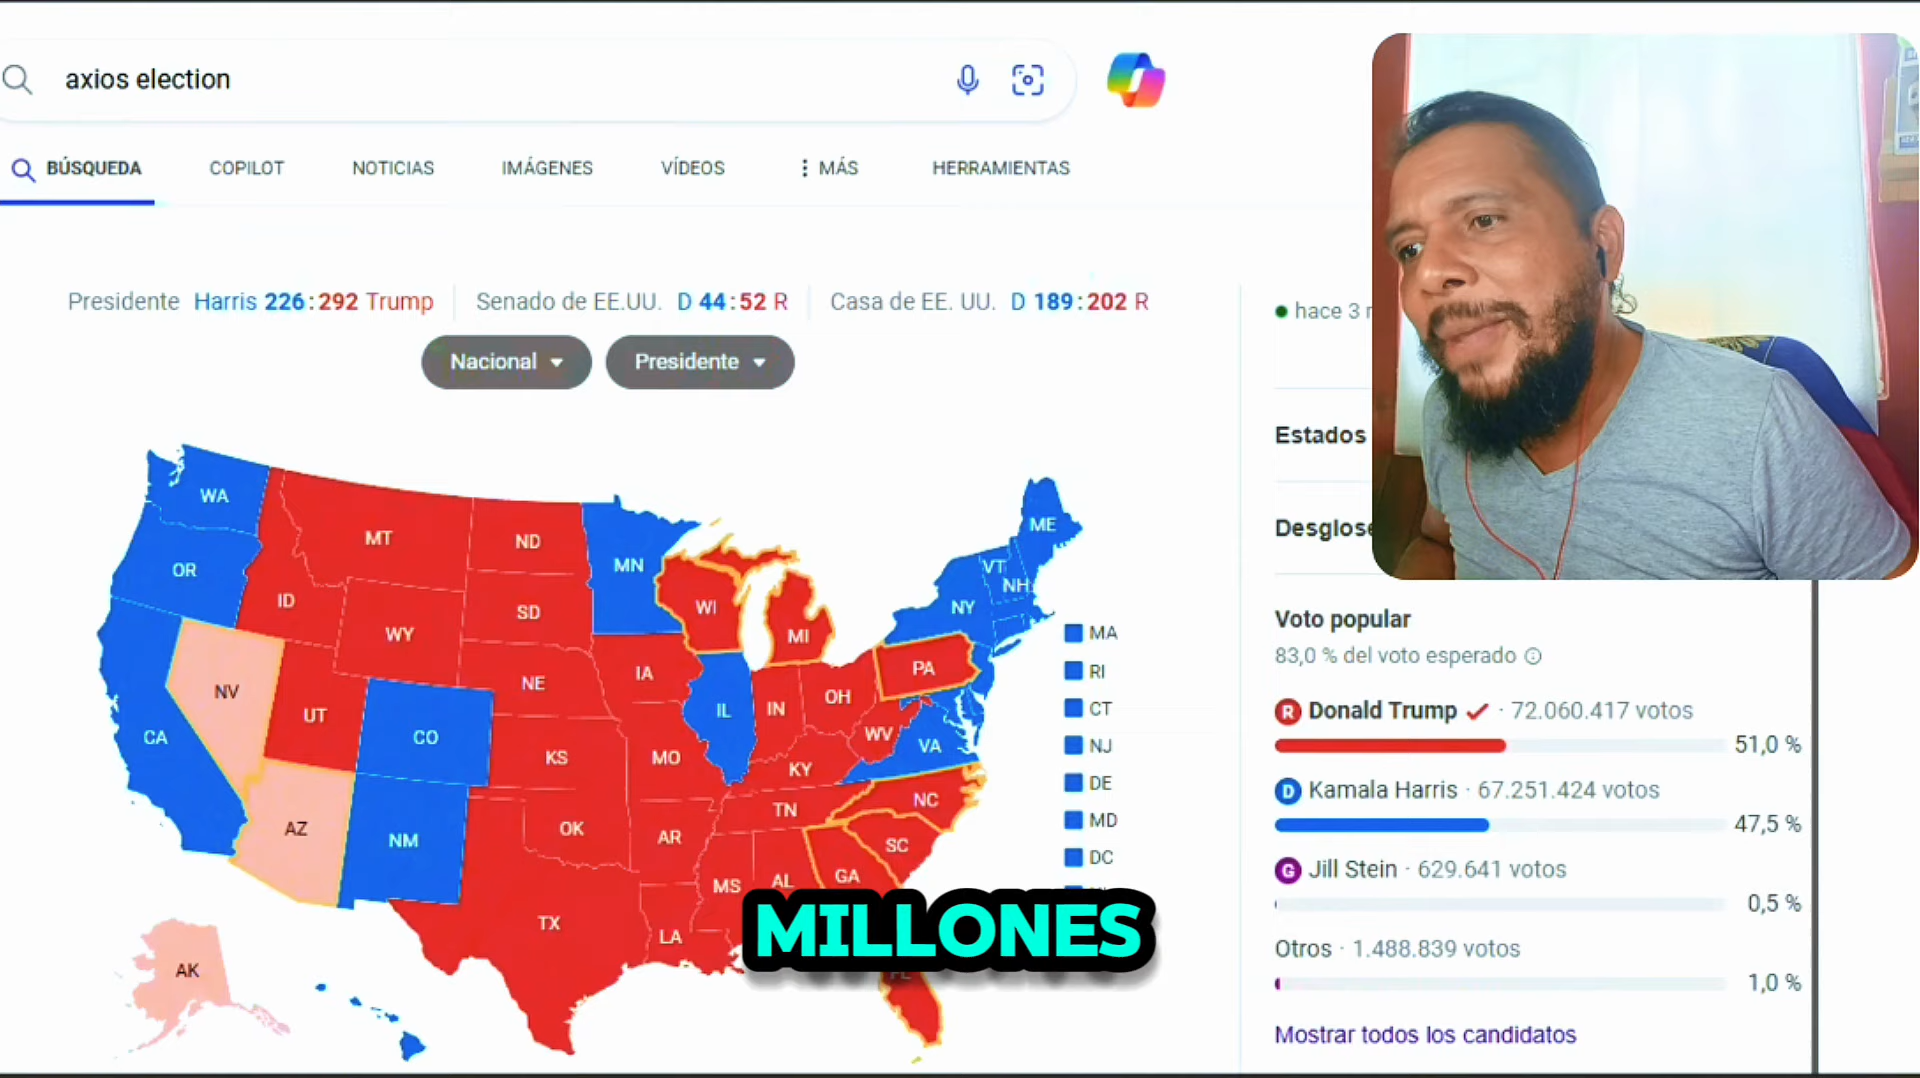 axios election
BÚSQUEDA COPILOT NOTICIAS IMÁGENES VÍDEOS MÁS HERRAMIENTAS
Presidente Harris 226:292 Trump Senado de EE.UU. D 44:52 R Casa de EE. UU. D 189:202 R
hace 3
Nacional Presidente
Estados
Desglose
WA
MT
ND
MN
ME
OR
ID
SD
WI
MI
VT
NH
NY
WY
IA
PA
NV
UT
NE
CA
CO
IL
IN
OH
WV
VA
KS
MO
KY
AZ
NM
OK
AR
TN
NC
SC
MS
AL
GA
TX
LA
FL
AK
MA
RI
CT
NJ
DE
MD
DC
MILLONES
Voto popular
83,0 % del voto esperado
R Donald Trump · 72.060.417 votos
51,0 %
D Kamala Harris · 67.251.424 votos
47,5 %
G Jill Stein · 629.641 votos
0,5 %
Otros · 1.488.839 votos
1,0 %
Mostrar todos los candidatos